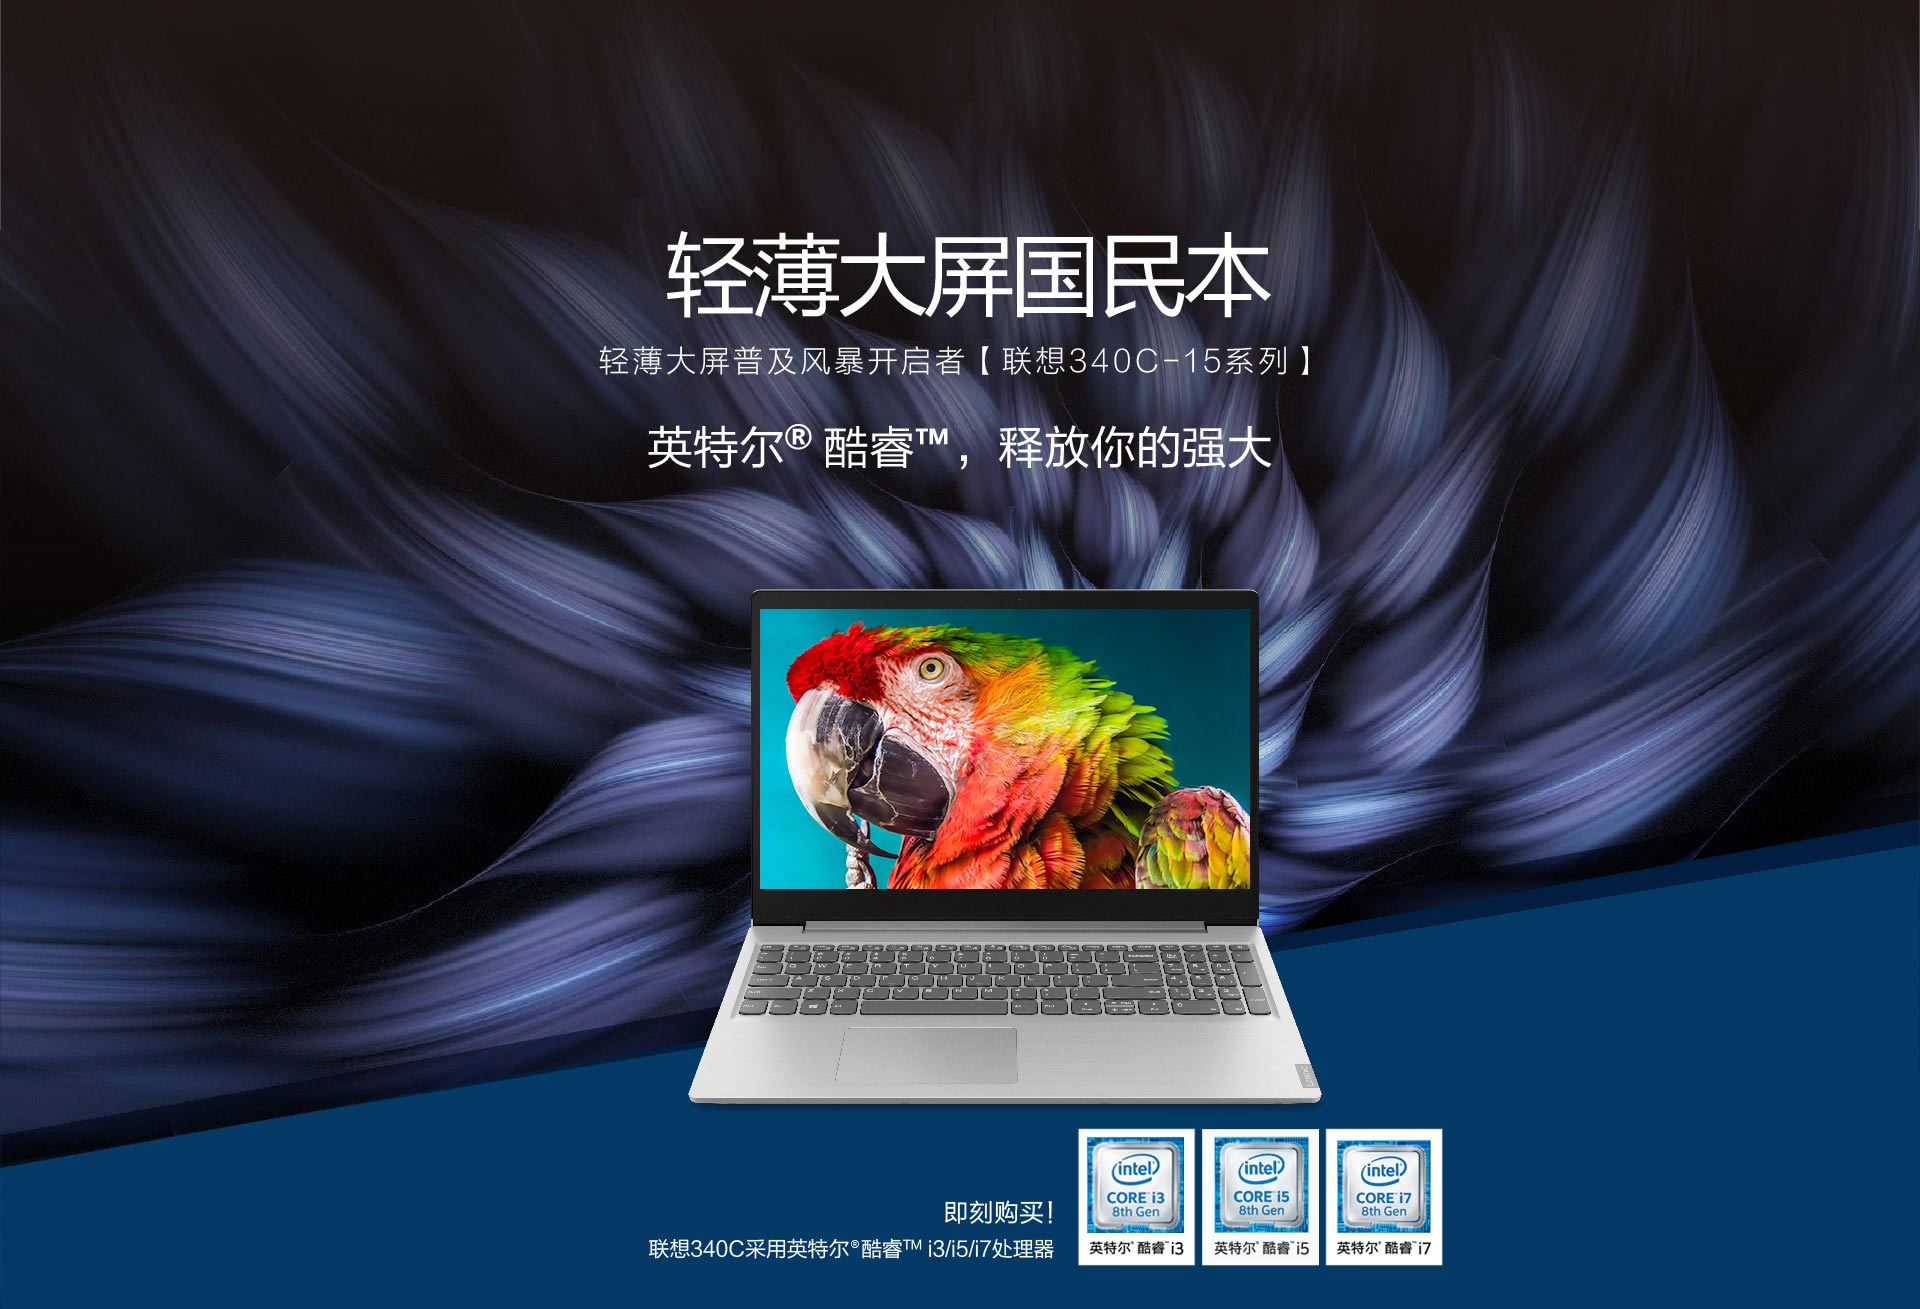 轻薄大屏国民本
轻薄大屏普及风暴开启者【联想340C-15系列】
英特尔® 酷睿™，释放你的强大
即刻购买！
联想340C采用英特尔®酷睿™ i3/i5/i7处理器
intel
CORE i3
8th Gen
英特尔® 酷睿™ i3
intel
CORE i5
8th Gen
英特尔® 酷睿™ i5
intel
CORE i7
8th Gen
英特尔® 酷睿™ i7